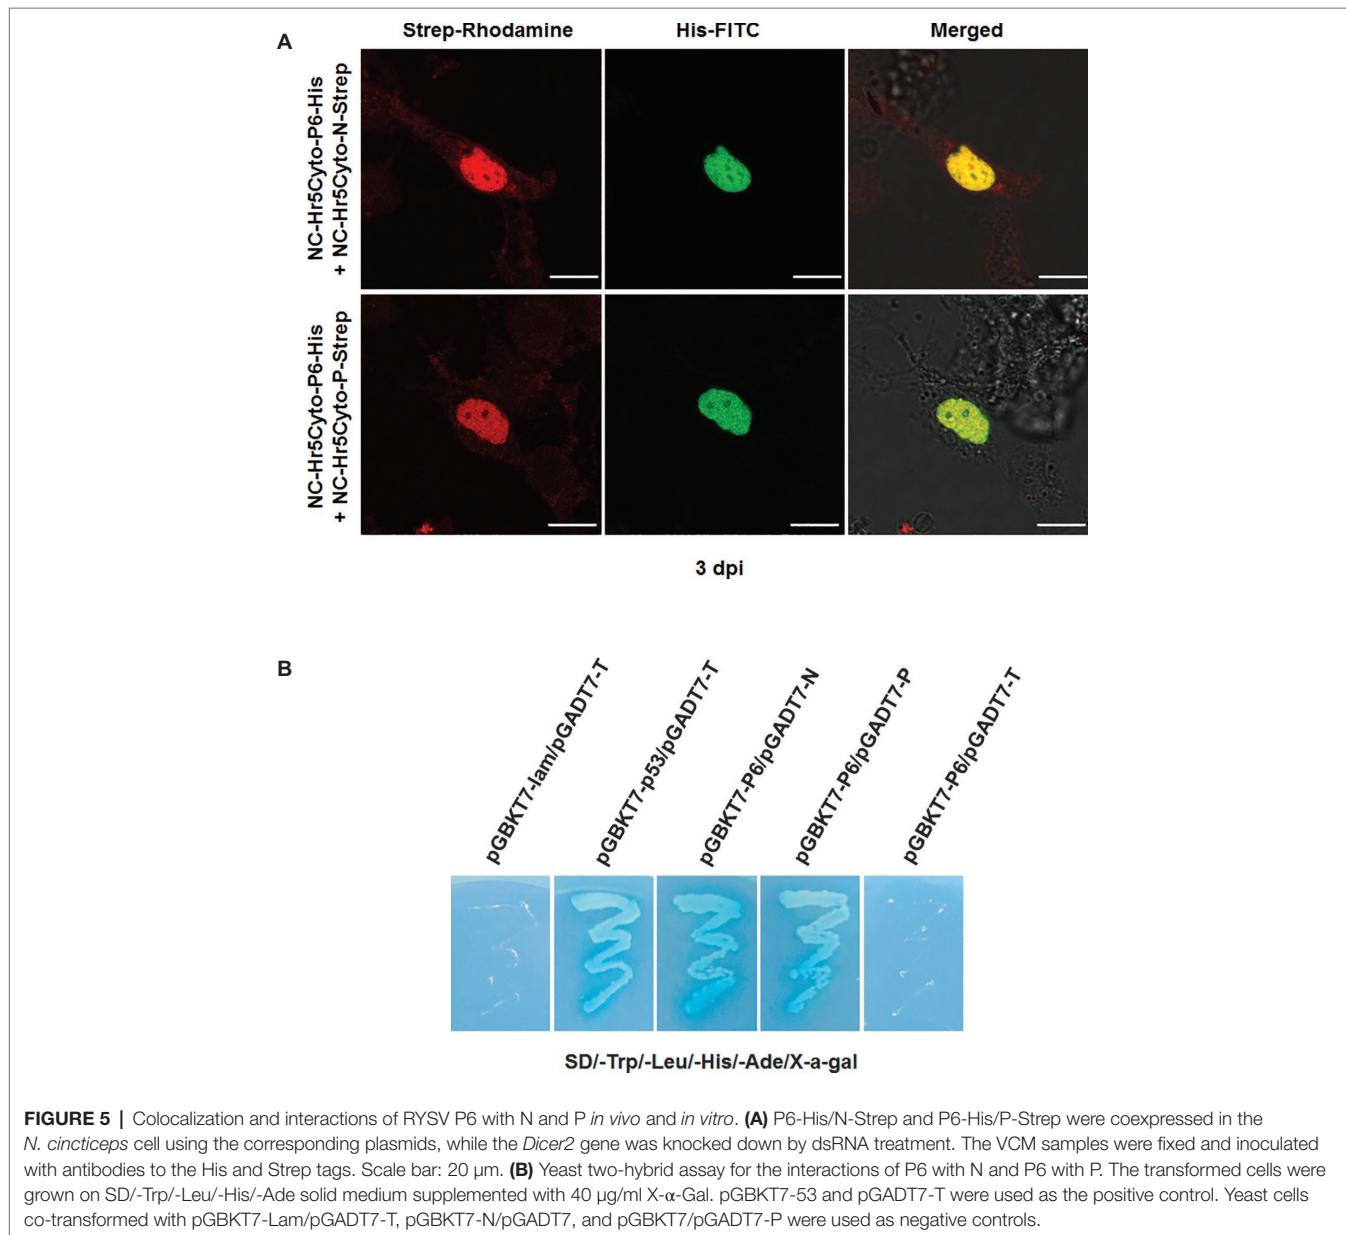 A
Strep-Rhodamine His-FITC Merged
NC-Hr5Cyto-P6-His
+ NC-Hr5Cyto-N-Strep
NC-Hr5Cyto-P6-His
+ NC-Hr5Cyto-P-Strep
3 dpi
B
pGBKT7-lam/pGADT7-T
pGBKT7-p53/pGADT7-T
pGBKT7-P6/pGADT7-N
pGBKT7-P6/pGADT7-P
pGBKT7-P6/pGADT7-T
SD/-Trp/-Leu/-His/-Ade/X-a-gal
FIGURE 5 | Colocalization and interactions of RYSV P6 with N and P in vivo and in vitro. (A) P6-His/N-Strep and P6-His/P-Strep were coexpressed in the
N. cincticeps cell using the corresponding plasmids, while the Dicer2 gene was knocked down by dsRNA treatment. The VCM samples were fixed and inoculated
with antibodies to the His and Strep tags. Scale bar: 20 μm. (B) Yeast two-hybrid assay for the interactions of P6 with N and P6 with P. The transformed cells were
grown on SD/-Trp/-Leu/-His/-Ade solid medium supplemented with 40 μg/ml X-α-Gal. pGBKT7-53 and pGADT7-T were used as the positive control. Yeast cells
co-transformed with pGBKT7-Lam/pGADT7-T, pGBKT7-N/pGADT7, and pGBKT7/pGADT7-P were used as negative controls.